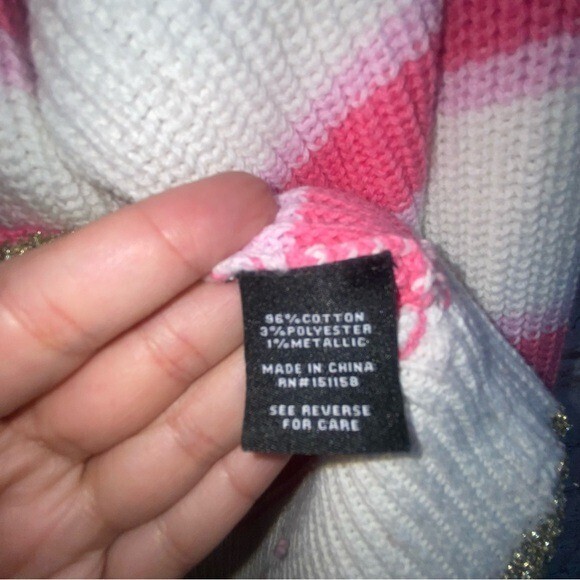 96%COTTON
3%POLYESTER
1%METALLIC
MADE IN CHINA
RN#151158
SEE REVERSE
FOR CARE